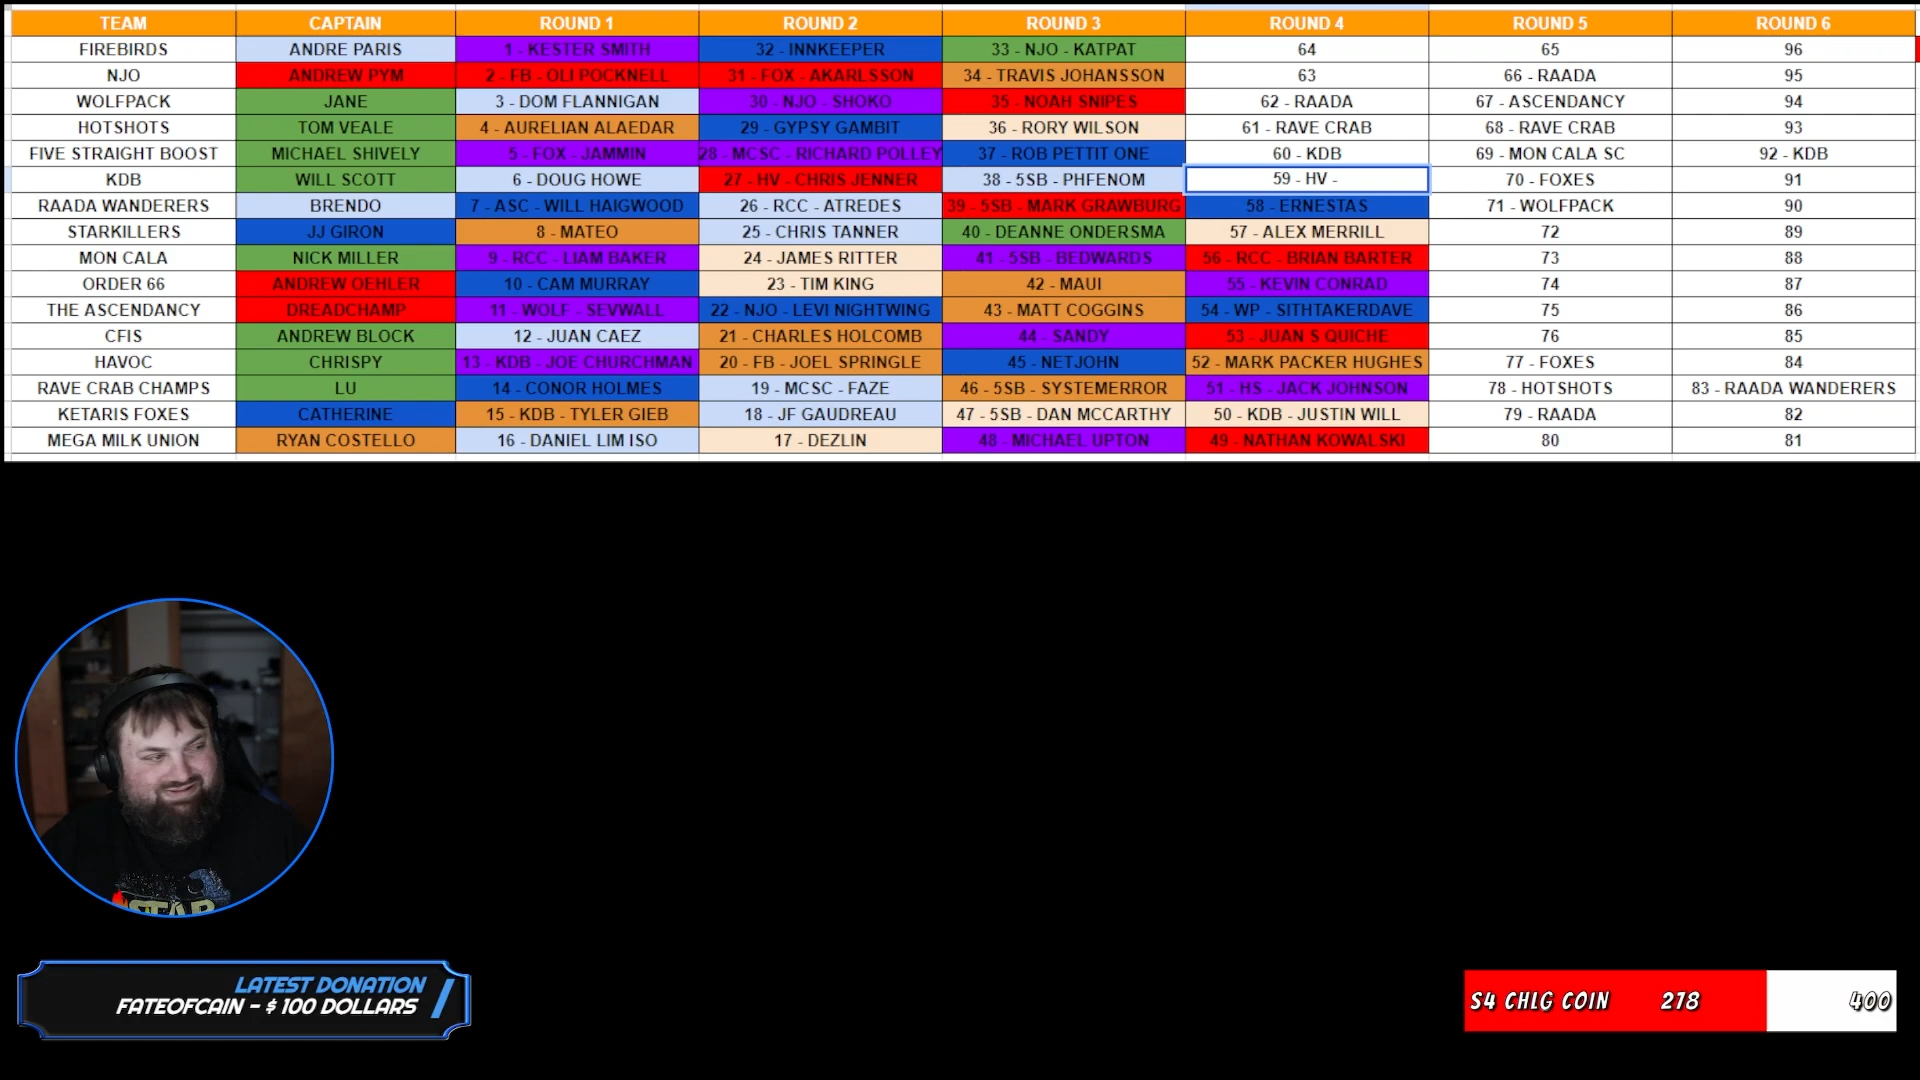 TEAM CAPTAIN ROUND 1 ROUND 2 ROUND 3 ROUND 4 ROUND 5 ROUND 6
FIREBIRDS ANDRE PARIS 1 - KESTER SMITH 32 - INNKEEPER 33 - NJO - KATPAT 64 65 96
NJO ANDREW PYM 2 - FB - OLI POCKNELL 31 - FOX - AKARLSSON 34 - TRAVIS JOHANSSON 63 66 - RAADA 95
WOLFPACK JANE 3 - DOM FLANNIGAN 30 - NJO - SHOKO 35 - NOAH SNIPES 62 - RAADA 67 - ASCENDANCY 94
HOTSHOTS TOM VEALE 4 - AURELIAN ALAEDAR 29 - GYPSY GAMBIT 36 - RORY WILSON 61 - RAVE CRAB 68 - RAVE CRAB 93
FIVE STRAIGHT BOOST MICHAEL SHIVELY 5 - FOX - JAMMIN 28 - MCSC - RICHARD POLLEY 37 - ROB PETTIT ONE 60 - KDB 69 - MON CALA SC 92 - KDB
KDB WILL SCOTT 6 - DOUG HOWE 27 - HV - CHRIS JENNER 38 - 5SB - PHFENOM 59 - HV - 70 - FOXES 91
RAADA WANDERERS BRENDO 7 - ASC - WILL HAIGWOOD 26 - RCC - ATREDES 39 - 5SB - MARK GRAWBURG 58 - ERNESTAS 71 - WOLFPACK 90
STARKILLERS JJ GIRON 8 - MATEO 25 - CHRIS TANNER 40 - DEANNE ONDERSMA 57 - ALEX MERRILL 72 89
MON CALA NICK MILLER 9 - RCC - LIAM BAKER 24 - JAMES RITTER 41 - 5SB - BEDWARDS 56 - RCC - BRIAN BARTER 73 88
ORDER 66 ANDREW OEHLER 10 - CAM MURRAY 23 - TIM KING 42 - MAUI 55 - KEVIN CONRAD 74 87
THE ASCENDANCY DREADCHAMP 11 - WOLF - SEVWALL 22 - NJO - LEVI NIGHTWING 43 - MATT COGGINS 54 - WP - SITHTAKERDAVE 75 86
CFIS ANDREW BLOCK 12 - JUAN CAEZ 21 - CHARLES HOLCOMB 44 - SANDY 53 - JUAN S QUICHE 76 85
HAVOC CHRISPY 13 - KDB - JOE CHURCHMAN 20 - FB - JOEL SPRINGLE 45 - NETJOHN 52 - MARK PACKER HUGHES 77 - FOXES 84
RAVE CRAB CHAMPS LU 14 - CONOR HOLMES 19 - MCSC - FAZE 46 - 5SB - SYSTEMERROR 51 - HS - JACK JOHNSON 78 - HOTSHOTS 83 - RAADA WANDERERS
KETARIS FOXES CATHERINE 15 - KDB - TYLER GIEB 18 - JF GAUDREAU 47 - 5SB - DAN MCCARTHY 50 - KDB - JUSTIN WILL 79 - RAADA 82
MEGA MILK UNION RYAN COSTELLO 16 - DANIEL LIM ISO 17 - DEZLIN 48 - MICHAEL UPTON 49 - NATHAN KOWALSKI 80 81
STAR
LATEST DONATION
FATEOFCAIN - $100 DOLLARS
S4 CHLG COIN 278 400